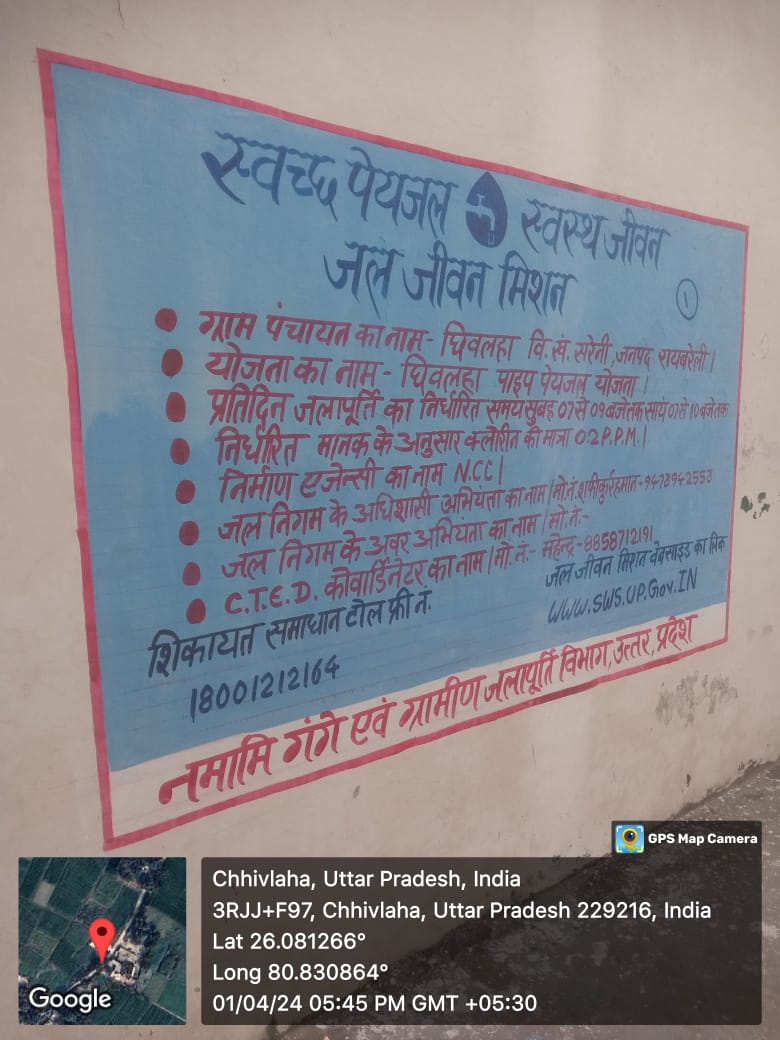 स्वच्छ पेयजल स्वस्थ जीवन
जल जीवन मिशन
१
ग्राम पंचायत का नाम - घिवलहा वि. खं. सरेनी, जनपद रायबरेली।
योजना का नाम - घिवलहा पाइप पेयजल योजना।
प्रतिदिन जलापूर्ति का निर्धारित समय सुबह 07 से 09 बजे तक सायं 07 से 10 बजे तक
निर्धारित मानक के अनुसार क्लोरीन की मात्रा 02 P.P.M.।
निर्माण एजेन्सी का नाम N.CC।
जल निगम के अधिशासी अभियंता का नाम / मो.नं. शफीकुर्रहमान - 9473942553
जल निगम के अवर अभियंता का नाम / मो. नं. -
C.T.E.D. कोवार्डिनेटर का नाम / मो. नं. :- महेन्द्र - 8858712191
शिकायत समाधान टोल फ्री नं.
18001212164
जल जीवन मिशन वेबसाइड का लिंक
WWW.SWS.UP.Gov.IN
नमामि गंगे एवं ग्रामीण जलापूर्ति विभाग, उत्तर, प्रदेश
GPS Map Camera
Google
Chhivlaha, Uttar Pradesh, India
3RJJ+F97, Chhivlaha, Uttar Pradesh 229216, India
Lat 26.081266°
Long 80.830864°
01/04/24 05:45 PM GMT +05:30